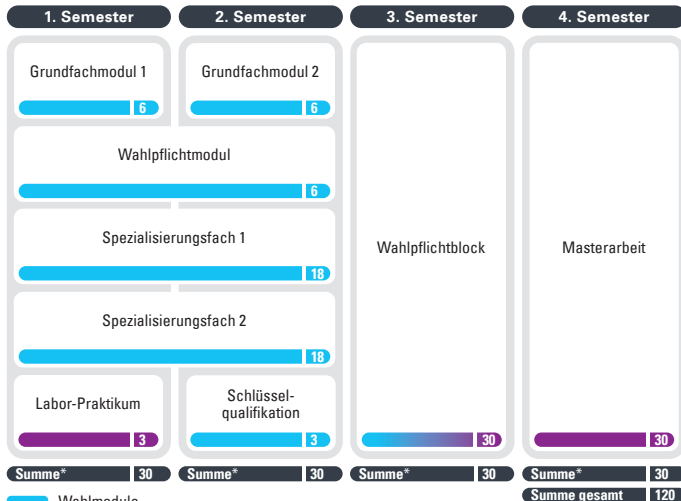 1. Semester
2. Semester
3. Semester
4. Semester
Grundfachmodul 1
6
Grundfachmodul 2
6
Wahlpflichtmodul
6
Spezialisierungsfach 1
18
Spezialisierungsfach 2
18
Labor-Praktikum
3
Schlüssel-
qualifikation
3
Wahlpflichtblock
30
Masterarbeit
30
Summe* 30
Summe* 30
Summe* 30
Summe* 30
Summe gesamt 120
Wahlmodule